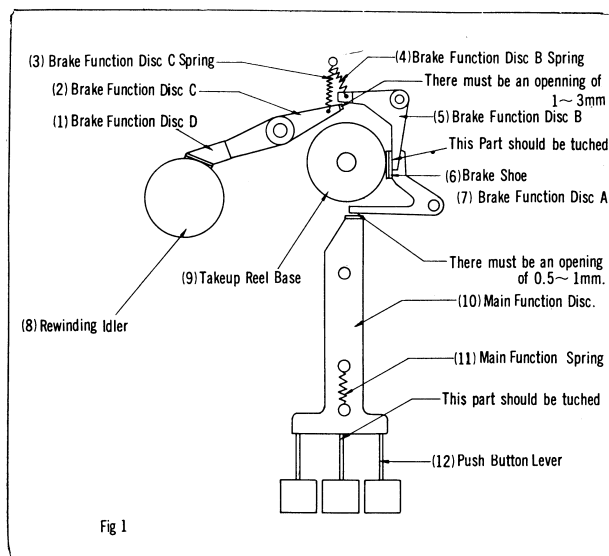 (3) Brake Function Disc C Spring
(4) Brake Function Disc B Spring
(2) Brake Function Disc C
There must be an openning of
1~3mm
(1) Brake Function Disc D
(5) Brake Function Disc B
This Part should be tuched
(6) Brake Shoe
(7) Brake Function Disc A
(9) Takeup Reel Base
There must be an opening
of 0.5~1mm.
(8) Rewinding Idler
(10) Main Function Disc.
(11) Main Function Spring
This part should be tuched
(12) Push Button Lever
Fig 1